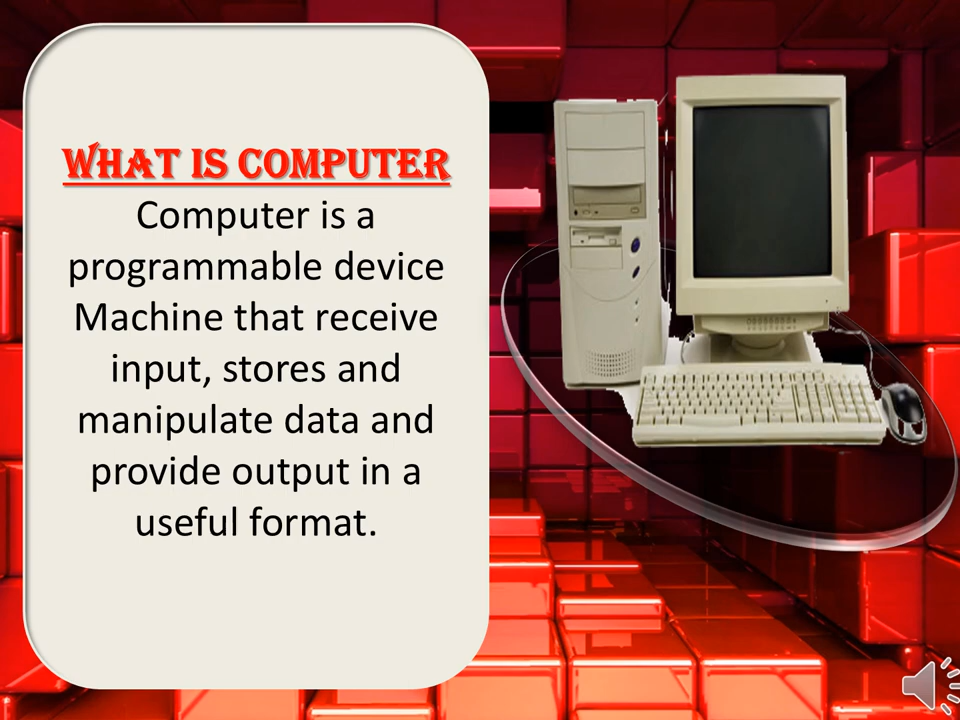 WHAT IS COMPUTER
Computer is a
programmable device
Machine that receive
input, stores and
manipulate data and
provide output in a
useful format.